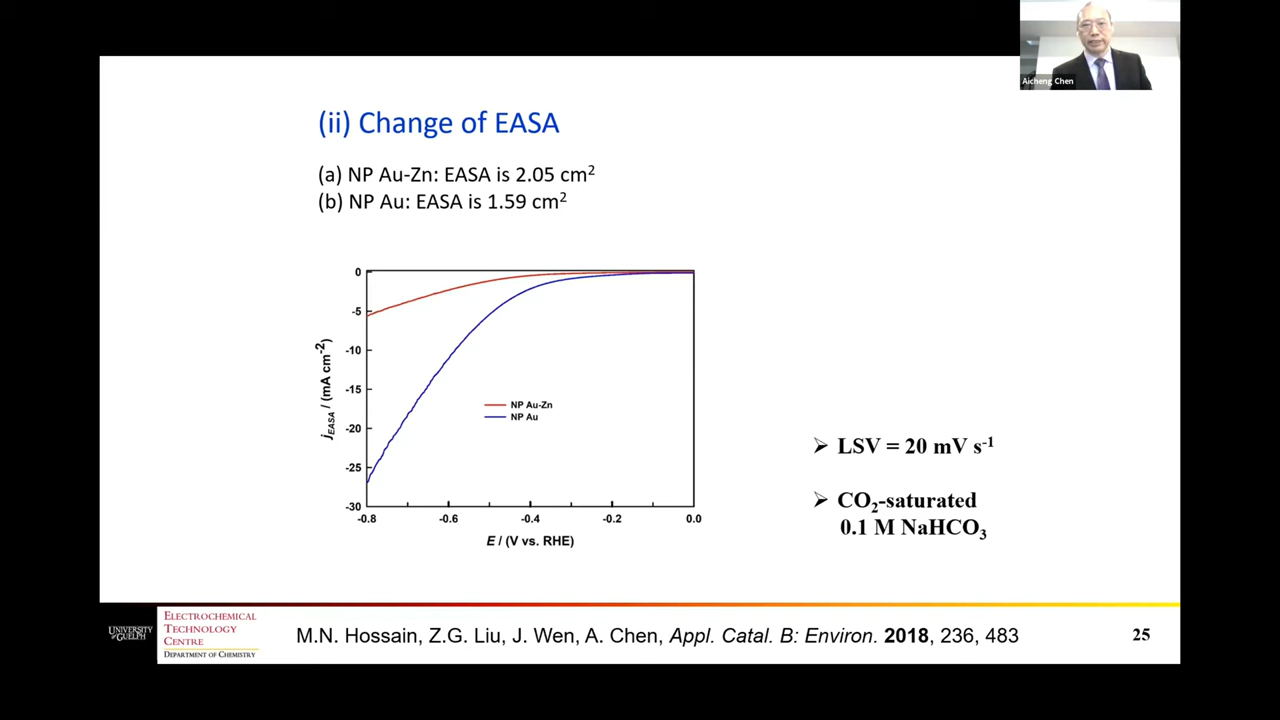 Aicheng Chen
(ii) Change of EASA
(a) NP Au-Zn: EASA is 2.05 cm²
(b) NP Au: EASA is 1.59 cm²
0
-5
-10
-15
-20
-25
-30
j_EASA / (mA cm⁻²)
NP Au-Zn
NP Au
-0.8 -0.6 -0.4 -0.2 0.0
E / (V vs. RHE)
➢ LSV = 20 mV s⁻¹
➢ CO₂-saturated
0.1 M NaHCO₃
UNIVERSITY
of GUELPH
ELECTROCHEMICAL
TECHNOLOGY
CENTRE
DEPARTMENT OF CHEMISTRY
M.N. Hossain, Z.G. Liu, J. Wen, A. Chen, Appl. Catal. B: Environ. 2018, 236, 483
25